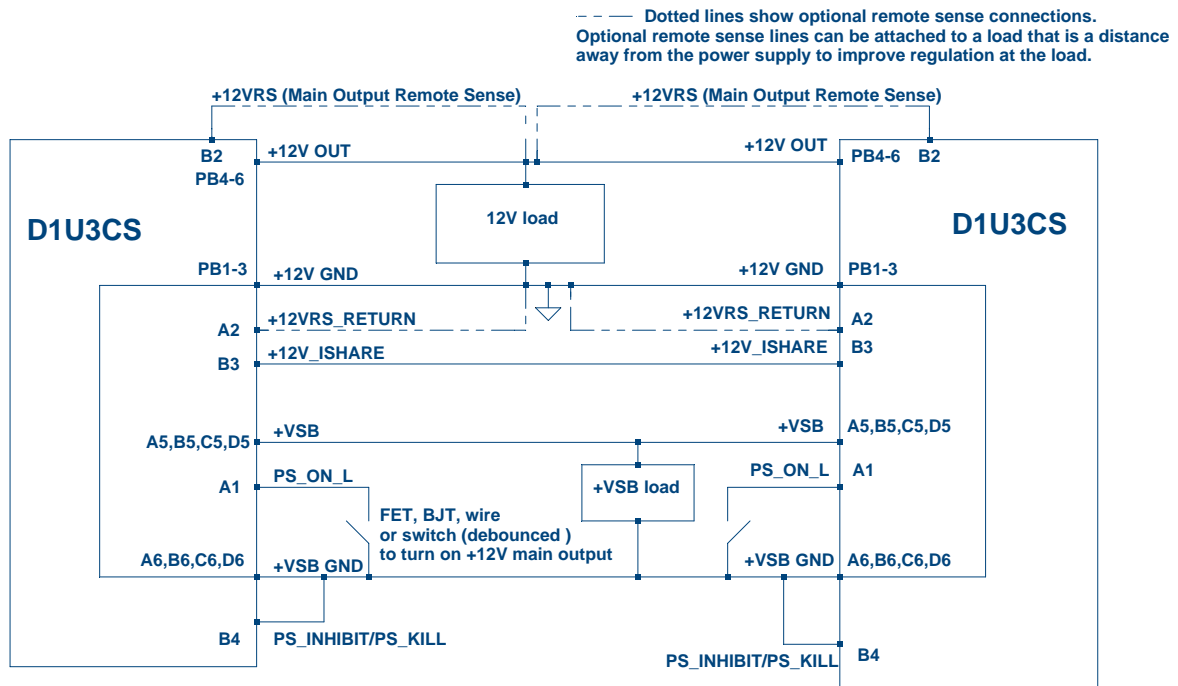 Dotted lines show optional remote sense connections.
Optional remote sense lines can be attached to a load that is a distance
away from the power supply to improve regulation at the load.
+12VRS (Main Output Remote Sense)
+12VRS (Main Output Remote Sense)
B2
+12V OUT
+12V OUT
PB4-6
B2
PB4-6
12V load
D1U3CS
D1U3CS
PB1-3
+12V GND
+12V GND
PB1-3
A2
+12VRS_RETURN
+12VRS_RETURN
A2
B3
+12V_ISHARE
+12V_ISHARE
B3
A5,B5,C5,D5
+VSB
+VSB
A5,B5,C5,D5
A1
PS_ON_L
+VSB load
PS_ON_L
A1
FET, BJT, wire
or switch (debounced )
to turn on +12V main output
A6,B6,C6,D6
+VSB GND
+VSB GND
A6,B6,C6,D6
B4
PS_INHIBIT/PS_KILL
PS_INHIBIT/PS_KILL
B4